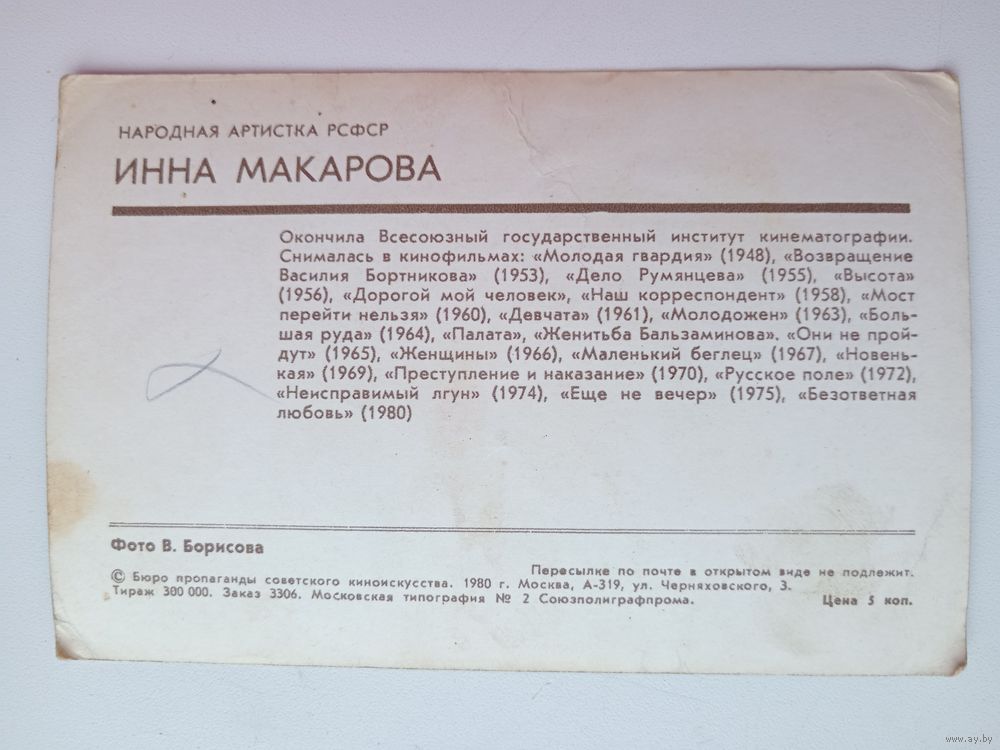 НАРОДНАЯ АРТИСТКА РСФСР
ИННА МАКАРОВА
Окончила Всесоюзный государственный институт кинематографии.
Снималась в кинофильмах: «Молодая гвардия» (1948), «Возвращение
Василия Бортникова» (1953), «Дело Румянцева» (1955), «Высота»
(1956), «Дорогой мой человек», «Наш корреспондент» (1958), «Мост
перейти нельзя» (1960), «Девчата» (1961), «Молодожен» (1963), «Боль-
шая руда» (1964), «Палата», «Женитьба Бальзаминова». «Они не прой-
дут» (1965), «Женщины» (1966), «Маленький беглец» (1967), «Новень-
кая» (1969), «Преступление и наказание» (1970), «Русское поле» (1972),
«Неисправимый лгун» (1974), «Еще не вечер» (1975), «Безответная
любовь» (1980)
Фото В. Борисова
Пересылке по почте в открытом виде не подлежит.
© Бюро пропаганды советского киноискусства. 1980 г. Москва, А-319, ул. Черняховского, 3.
Тираж 300 000. Заказ 3306. Московская типография № 2 Союзполиграфпрома. Цена 5 коп.
www.ay.by